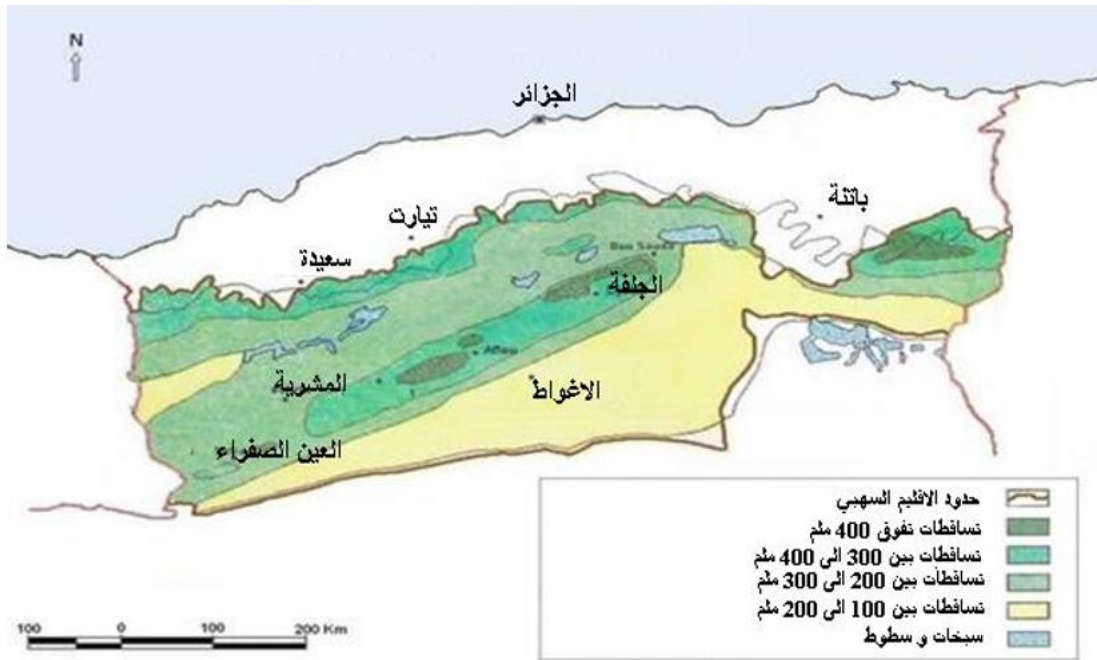 N
الجزائر
باتنة
تيارت
سعيدة
Bou Saada
الجلفة
Aflou
المشرية
الاغواط
العين الصفراء
حدود الاقليم السهبي
تساقطات تفوق 400 ملم
تساقطات بين 300 الى 400 ملم
تساقطات بين 200 الى 300 ملم
تساقطات بين 100 الى 200 ملم
سبخات و سطوط
100 0 100 200 Km